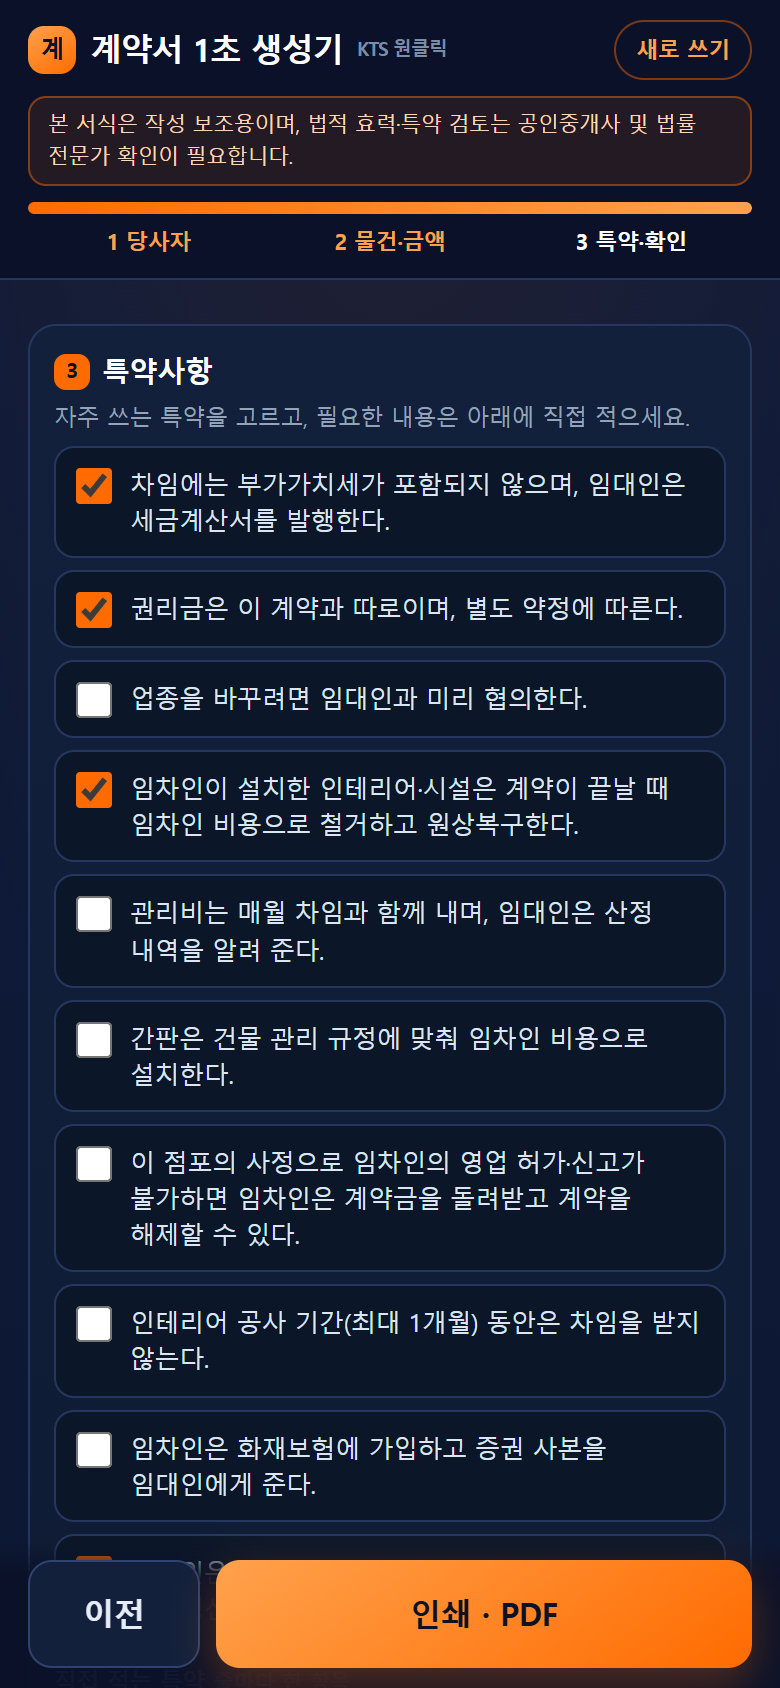 계 계약서 1초 생성기 KTS 원클릭 새로 쓰기
본 서식은 작성 보조용이며, 법적 효력·특약 검토는 공인중개사 및 법률
전문가 확인이 필요합니다.
1 당사자 2 물건·금액 3 특약·확인
3 특약사항
자주 쓰는 특약을 고르고, 필요한 내용은 아래에 직접 적으세요.
차임에는 부가가치세가 포함되지 않으며, 임대인은
세금계산서를 발행한다.
권리금은 이 계약과 따로이며, 별도 약정에 따른다.
업종을 바꾸려면 임대인과 미리 협의한다.
임차인이 설치한 인테리어·시설은 계약이 끝날 때
임차인 비용으로 철거하고 원상복구한다.
관리비는 매월 차임과 함께 내며, 임대인은 산정
내역을 알려 준다.
간판은 건물 관리 규정에 맞춰 임차인 비용으로
설치한다.
이 점포의 사정으로 임차인의 영업 허가·신고가
불가하면 임차인은 계약금을 돌려받고 계약을
해제할 수 있다.
인테리어 공사 기간(최대 1개월) 동안은 차임을 받지
않는다.
임차인은 화재보험에 가입하고 증권 사본을
임대인에게 준다.
이전 인쇄 · PDF
직접 적는 특약